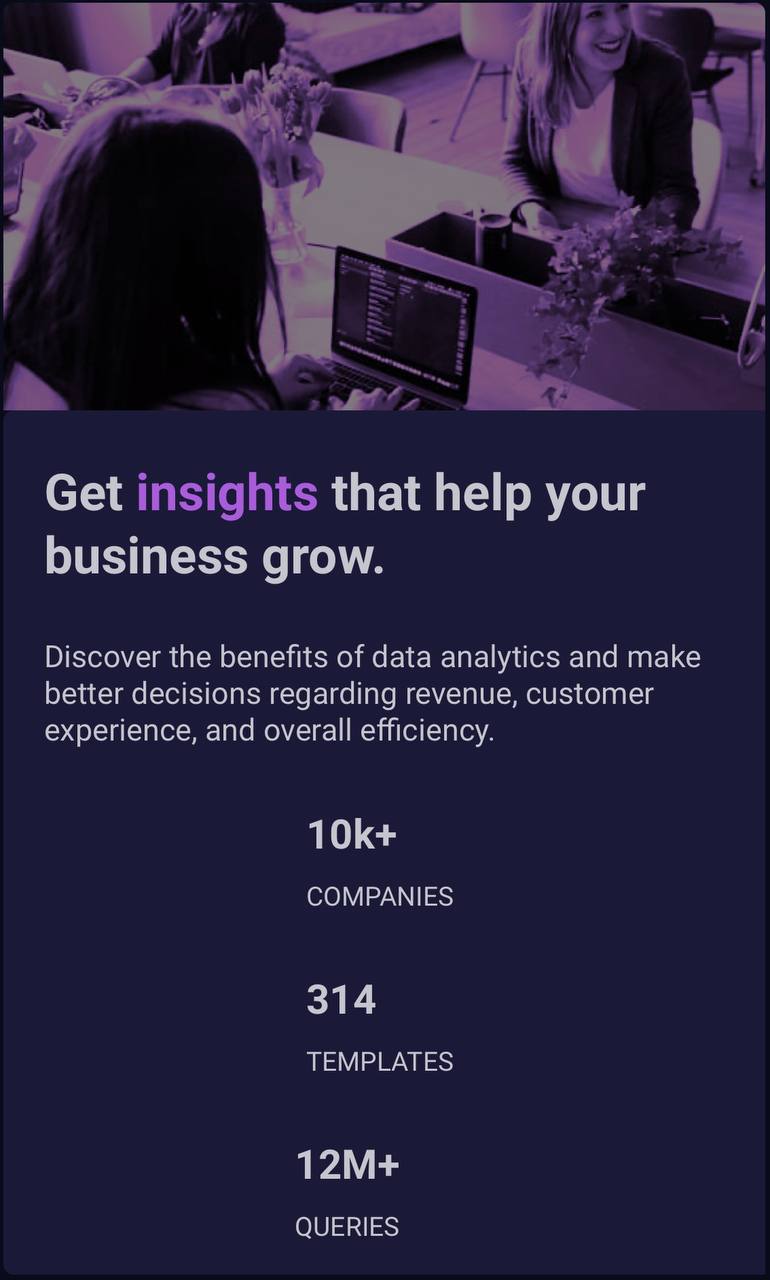 Get insights that help your
business grow.
Discover the benefits of data analytics and make
better decisions regarding revenue, customer
experience, and overall efficiency.
10k+
COMPANIES
314
TEMPLATES
12M+
QUERIES